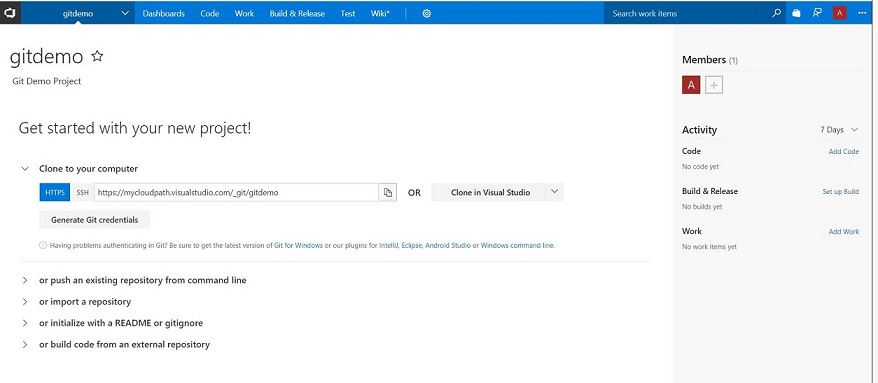 gitdemo Dashboards Code Work Build & Release Test Wiki* Search work items A ...
gitdemo
Git Demo Project
Get started with your new project!
Clone to your computer
HTTPS SSH https://mycloudpath.visualstudio.com/_git/gitdemo OR Clone in Visual Studio
Generate Git credentials
Having problems authenticating in Git? Be sure to get the latest version of Git for Windows or our plugins for IntelliJ, Eclipse, Android Studio or Windows command line.
or push an existing repository from command line
or import a repository
or initialize with a README or gitignore
or build code from an external repository
Members (1)
A +
Activity 7 Days
Code Add Code
No code yet
Build & Release Set up Build
No builds yet
Work Add Work
No work items yet